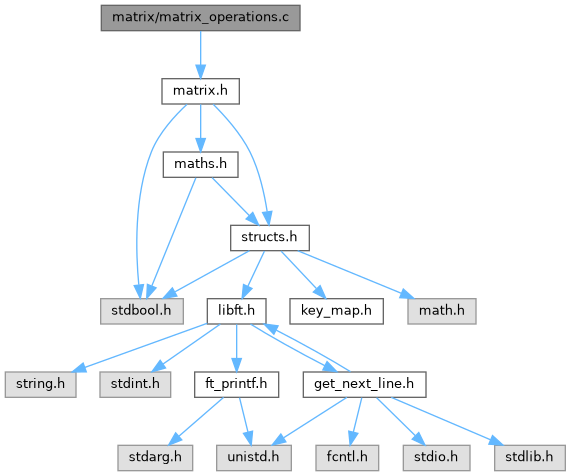 matrix/matrix_operations.c
matrix.h
maths.h
structs.h
stdbool.h
libft.h
key_map.h
math.h
string.h
stdint.h
ft_printf.h
get_next_line.h
stdarg.h
unistd.h
fcntl.h
stdio.h
stdlib.h